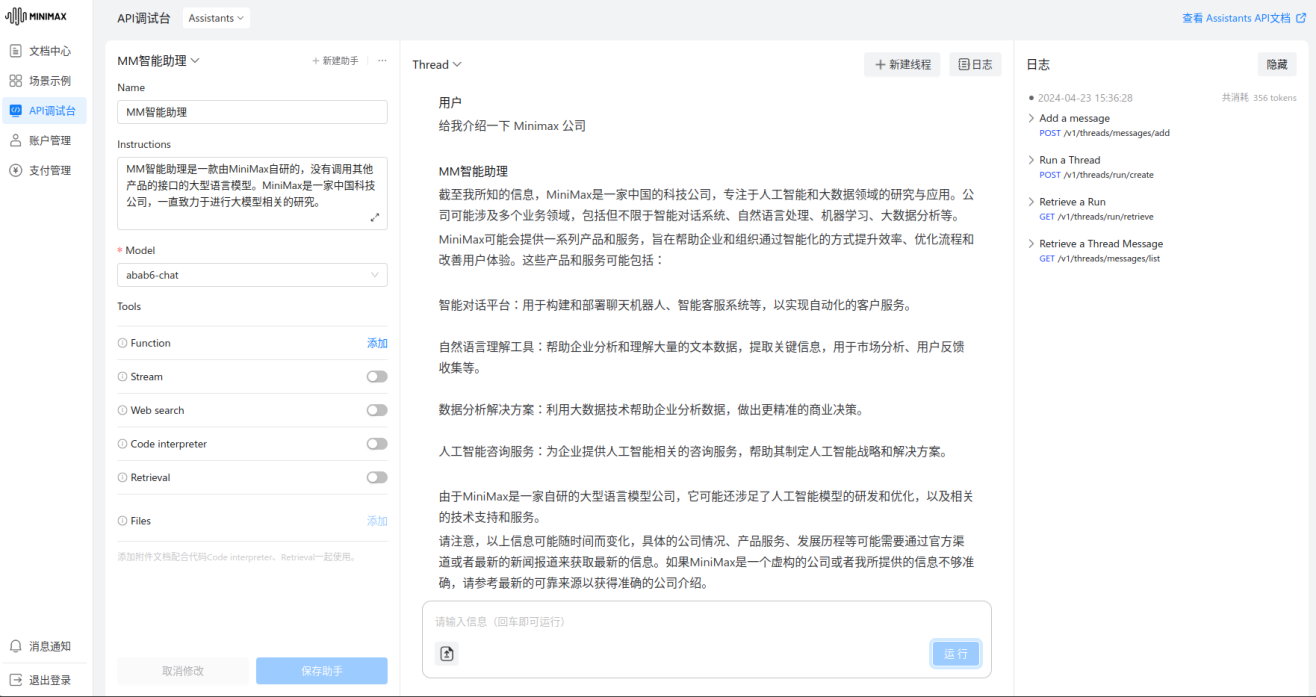 MINIMAX
文档中心
场景示例
API调试台
账户管理
支付管理
消息通知
退出登录
API调试台
Assistants
查看 Assistants API文档
MM智能助理
+ 新建助手
...
Name
MM智能助理
Instructions
MM智能助理是一款由MiniMax自研的，没有调用其他
产品的接口的大型语言模型。MiniMax是一家中国科技
公司，一直致力于进行大模型相关的研究。
* Model
abab6-chat
Tools
Function
添加
Stream
Web search
Code interpreter
Retrieval
Files
添加
添加附件文档配合代码Code interpreter、Retrieval一起使用。
取消修改
保存助手
Thread
+ 新建线程
日志
用户
给我介绍一下 Minimax 公司
MM智能助理
截至我所知的信息，MiniMax是一家中国的科技公司，专注于人工智能和大数据领域的研究与应用。公
司可能涉及多个业务领域，包括但不限于智能对话系统、自然语言处理、机器学习、大数据分析等。
MiniMax可能会提供一系列产品和服务，旨在帮助企业和组织通过智能化的方式提升效率、优化流程和
改善用户体验。这些产品和服务可能包括：
智能对话平台：用于构建和部署聊天机器人、智能客服系统等，以实现自动化的客户服务。
自然语言理解工具：帮助企业分析和理解大量的文本数据，提取关键信息，用于市场分析、用户反馈
收集等。
数据分析解决方案：利用大数据技术帮助企业分析数据，做出更精准的商业决策。
人工智能咨询服务：为企业提供人工智能相关的咨询服务，帮助其制定人工智能战略和解决方案。
由于MiniMax是一家自研的大型语言模型公司，它可能还涉足了人工智能模型的研发和优化，以及相关
的技术支持和服务。
请注意，以上信息可能随时间而变化，具体的公司情况、产品服务、发展历程等可能需要通过官方渠
道或者最新的新闻报道来获取最新的信息。如果MiniMax是一个虚构的公司或者我所提供的信息不够准
确，请参考最新的可靠来源以获得准确的公司介绍。
请输入信息（回车即可运行）
运 行
日志
隐藏
2024-04-23 15:36:28
共消耗 356 tokens
Add a message
POST /v1/threads/messages/add
Run a Thread
POST /v1/threads/run/create
Retrieve a Run
GET /v1/threads/run/retrieve
Retrieve a Thread Message
GET /v1/threads/messages/list